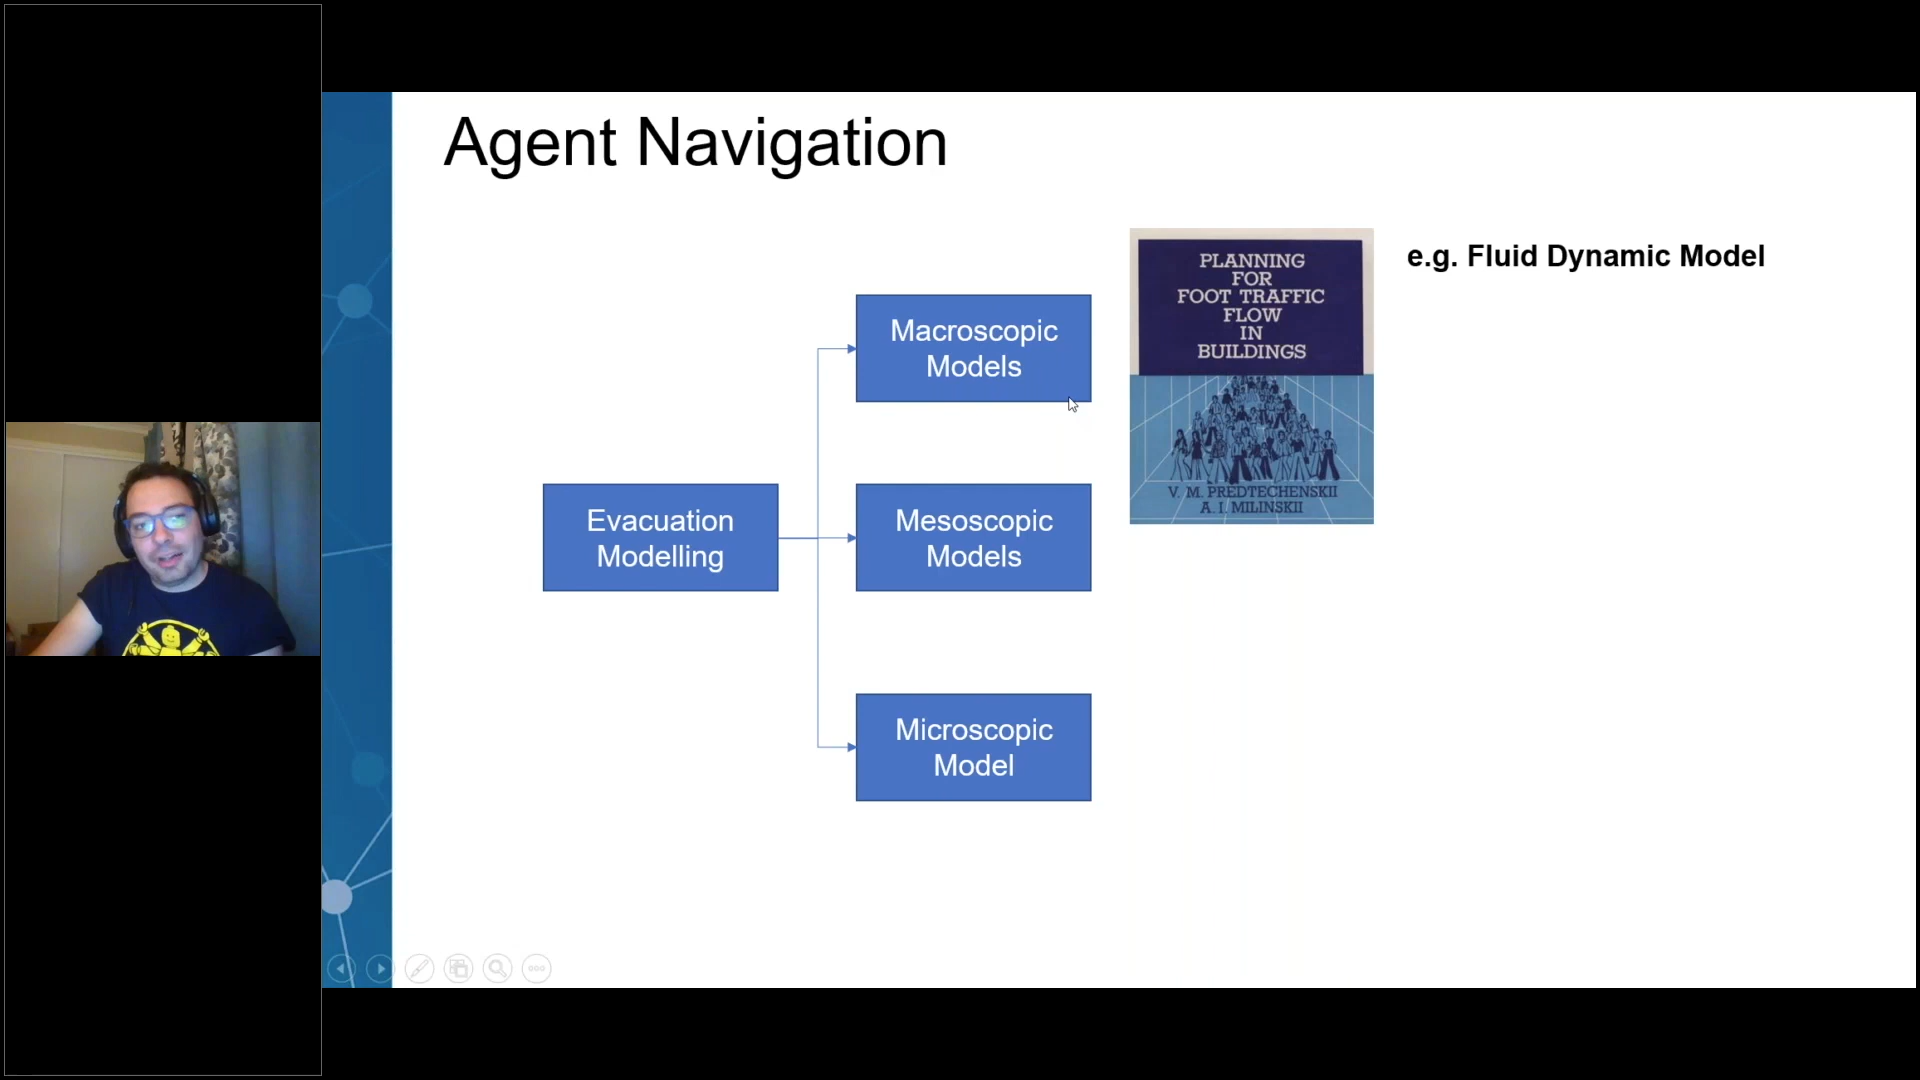 Agent Navigation
PLANNING
FOR
FOOT TRAFFIC
FLOW
IN
BUILDINGS
V. M. PREDTECHENSKII
A. I. MILINSKII
e.g. Fluid Dynamic Model
Macroscopic
Models
Evacuation
Modelling
Mesoscopic
Models
Microscopic
Model